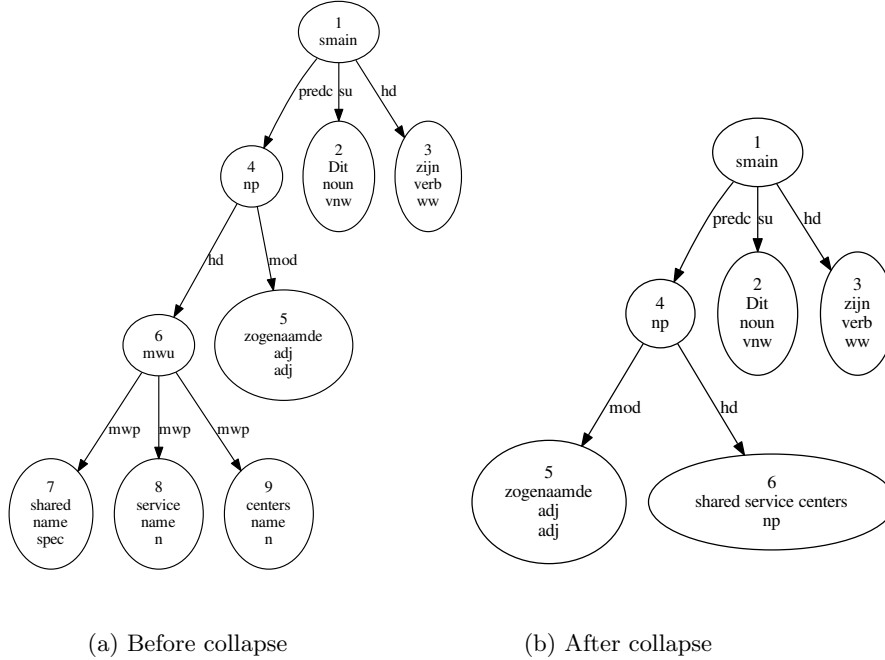 1
smain
predc
su
hd
4
np
2
Dit
noun
vnw
3
zijn
verb
ww
hd
mod
6
mwu
5
zogenaamde
adj
adj
mwp
mwp
mwp
7
shared
name
spec
8
service
name
n
9
centers
name
n
(a) Before collapse
1
smain
predc
su
hd
4
np
2
Dit
noun
vnw
3
zijn
verb
ww
mod
hd
5
zogenaamde
adj
adj
6
shared service centers
np
(b) After collapse